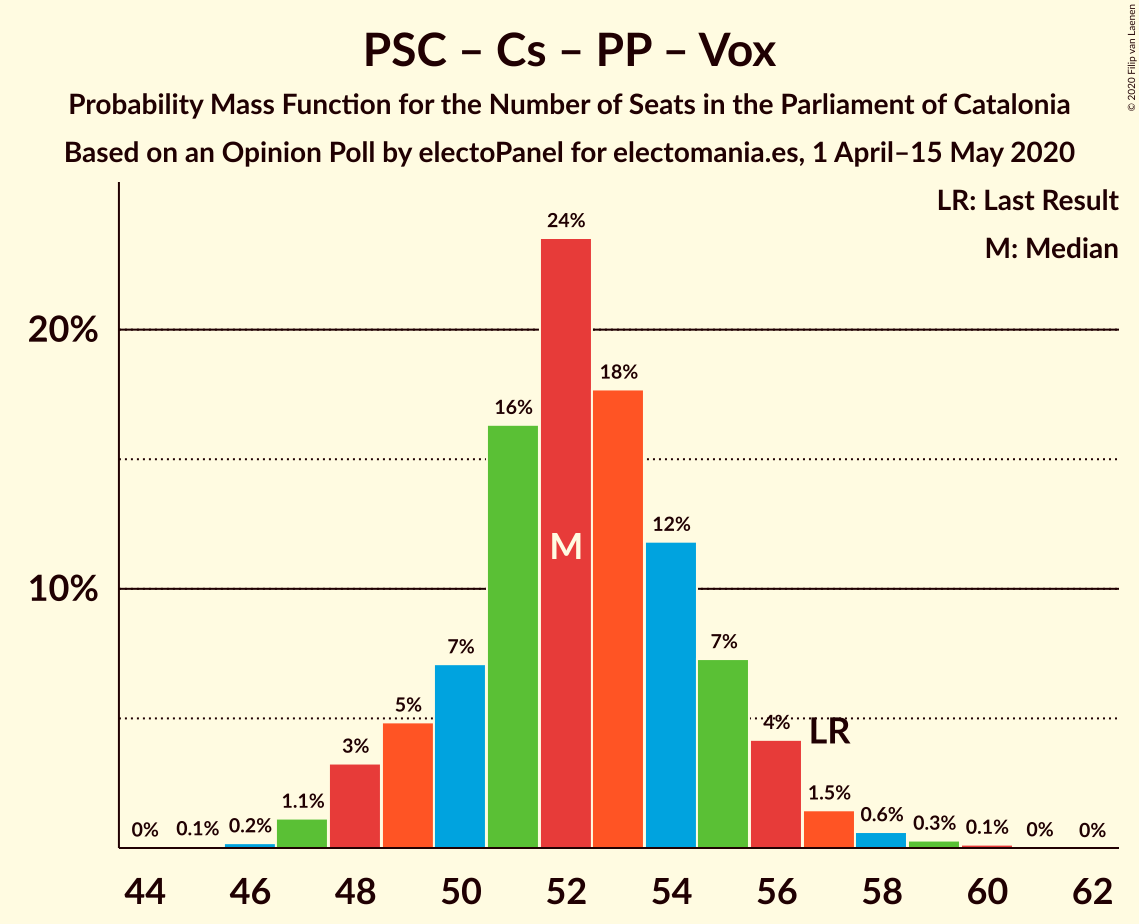 PSC – Cs – PP – Vox
Probability Mass Function for the Number of Seats in the Parliament of Catalonia
Based on an Opinion Poll by electoPanel for electomania.es, 1 April–15 May 2020
© 2020 Filip van Laenen
LR: Last Result
M: Median
20%
10%
0%
0.1%
0.2%
1.1%
3%
5%
7%
16%
24%
18%
12%
7%
4%
1.5%
0.6%
0.3%
0.1%
0%
0%
M
LR
44 46 48 50 52 54 56 58 60 62